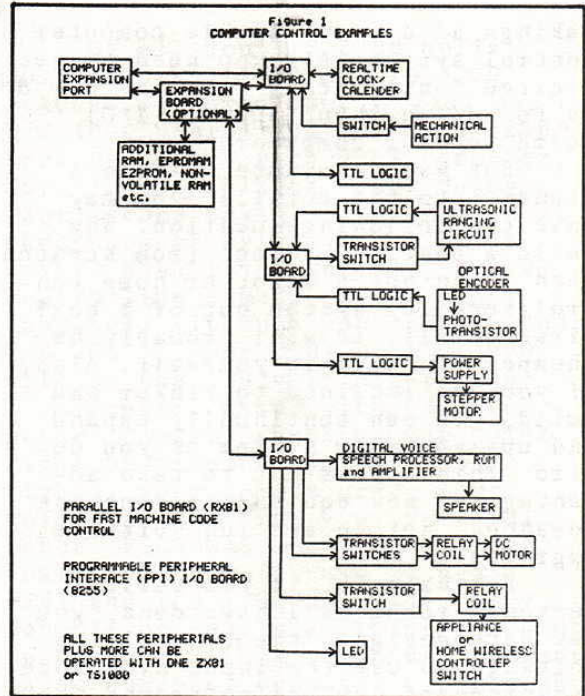 Figure 1
COMPUTER CONTROL EXAMPLES
COMPUTER
EXPANSION
PORT
EXPANSION
BOARD
(OPTIONAL)
I/O
BOARD
REALTIME
CLOCK/
CALENDER
SWITCH
MECHANICAL
ACTION
ADDITIONAL
RAM, EPROMAM
E2PROM, NON-
VOLATILE RAM
etc.
TTL LOGIC
TTL LOGIC
ULTRASONIC
RANGING
CIRCUIT
I/O
BOARD
TRANSISTOR
SWITCH
OPTICAL
ENCODER
TTL LOGIC
LED
PHOTO-
TRANSISTOR
TTL LOGIC
POWER
SUPPLY
STEPPER
MOTOR
I/O
BOARD
DIGITAL VOICE
SPEECH PROCESSOR, ROM
and AMPLIFIER
SPEAKER
PARALLEL I/O BOARD (RX81)
FOR FAST MACHINE CODE
CONTROL
TRANSISTOR
SWITCHES
RELAY
COIL
DC
MOTOR
PROGRAMMABLE PERIPHERAL
INTERFACE (PPI) I/O BOARD
(8255)
TRANSISTOR
SWITCH
RELAY
COIL
ALL THESE PERIPHERIALS
PLUS MORE CAN BE
OPERATED WITH ONE ZX81
or TS1000
LED
APPLIANCE
or
HOME WIRELESS
CONTROLLER
SWITCH